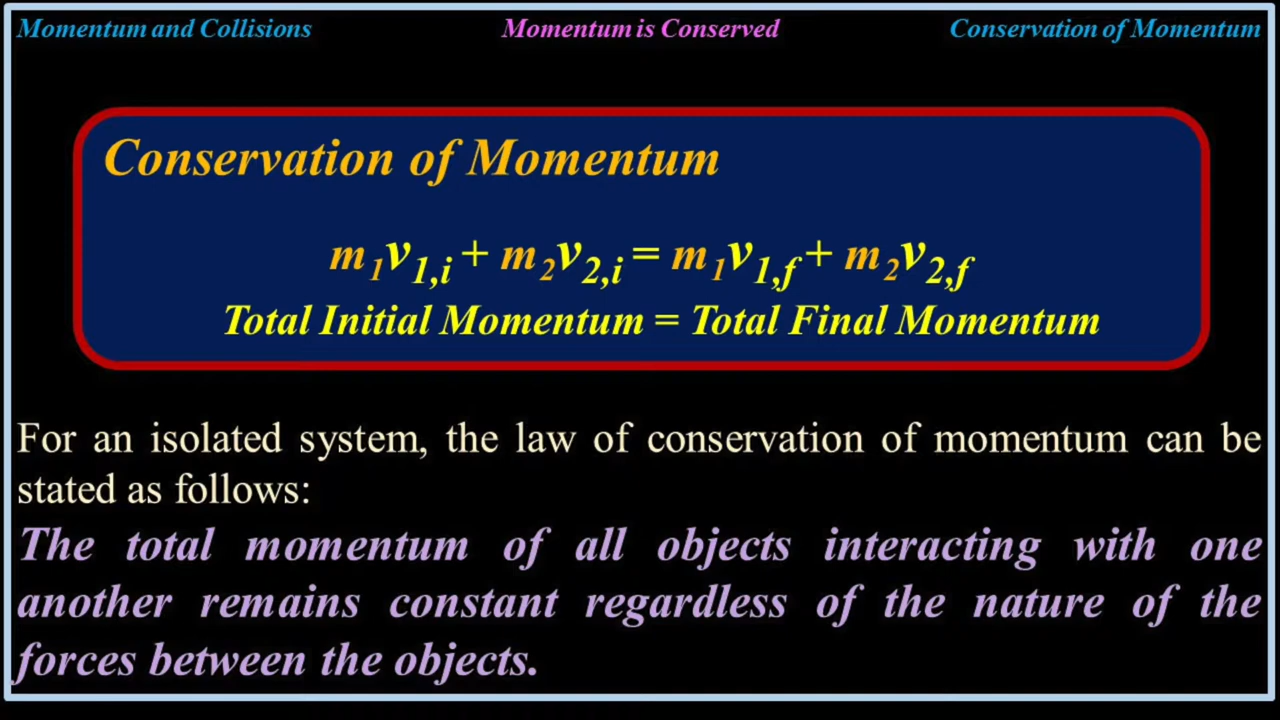 Momentum and Collisions
Momentum is Conserved
Conservation of Momentum
Conservation of Momentum
m₁v₁,ᵢ + m₂v₂,ᵢ = m₁v₁,f + m₂v₂,f
Total Initial Momentum = Total Final Momentum
For an isolated system, the law of conservation of momentum can be
stated as follows:
The total momentum of all objects interacting with one
another remains constant regardless of the nature of the
forces between the objects.